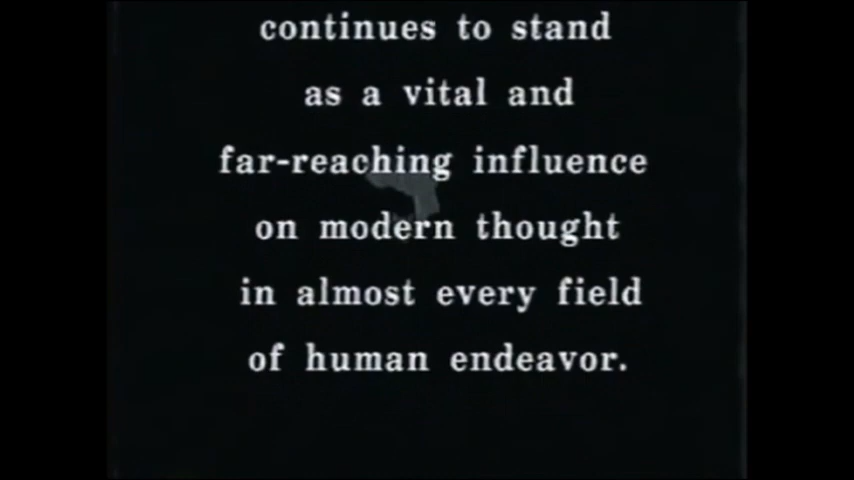 continues to stand
as a vital and
far-reaching influence
on modern thought
in almost every field
of human endeavor.